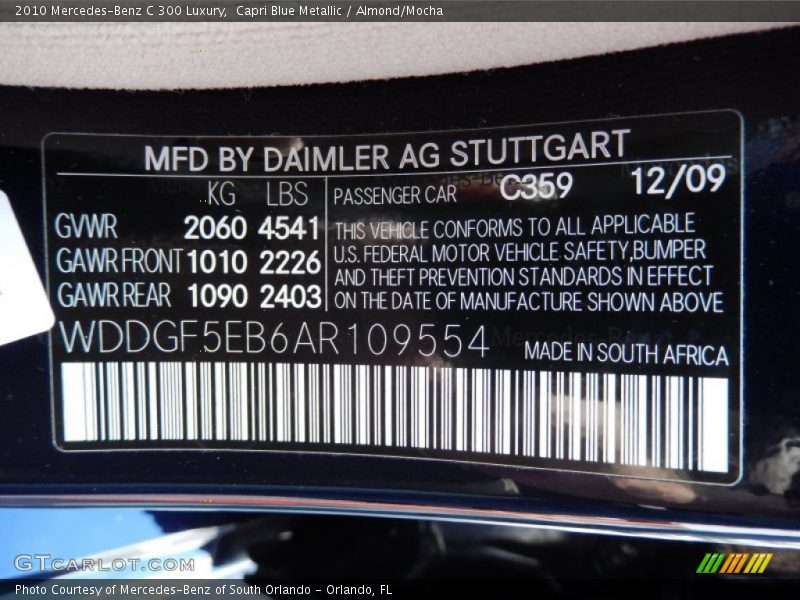 2010 Mercedes-Benz C 300 Luxury, Capri Blue Metallic / Almond/Mocha
MFD BY DAIMLER AG STUTTGART
KG LBS
GVWR 2060 4541
GAWR FRONT 1010 2226
GAWR REAR 1090 2403
PASSENGER CAR C359 12/09
THIS VEHICLE CONFORMS TO ALL APPLICABLE
U.S. FEDERAL MOTOR VEHICLE SAFETY,BUMPER
AND THEFT PREVENTION STANDARDS IN EFFECT
ON THE DATE OF MANUFACTURE SHOWN ABOVE
WDDGF5EB6AR109554
MADE IN SOUTH AFRICA
GTcarlot.com
Photo Courtesy of Mercedes-Benz of South Orlando - Orlando, FL